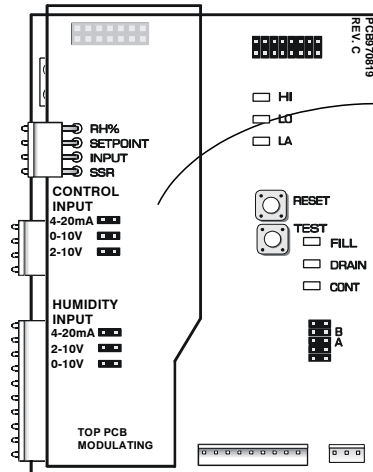 PCB970819
REV. C
HI
LO
LA
RH%
SETPOINT
INPUT
SSR
CONTROL
INPUT
4-20mA
0-10V
2-10V
RESET
TEST
FILL
DRAIN
CONT
HUMIDITY
INPUT
4-20mA
2-10V
0-10V
B
A
TOP PCB
MODULATING